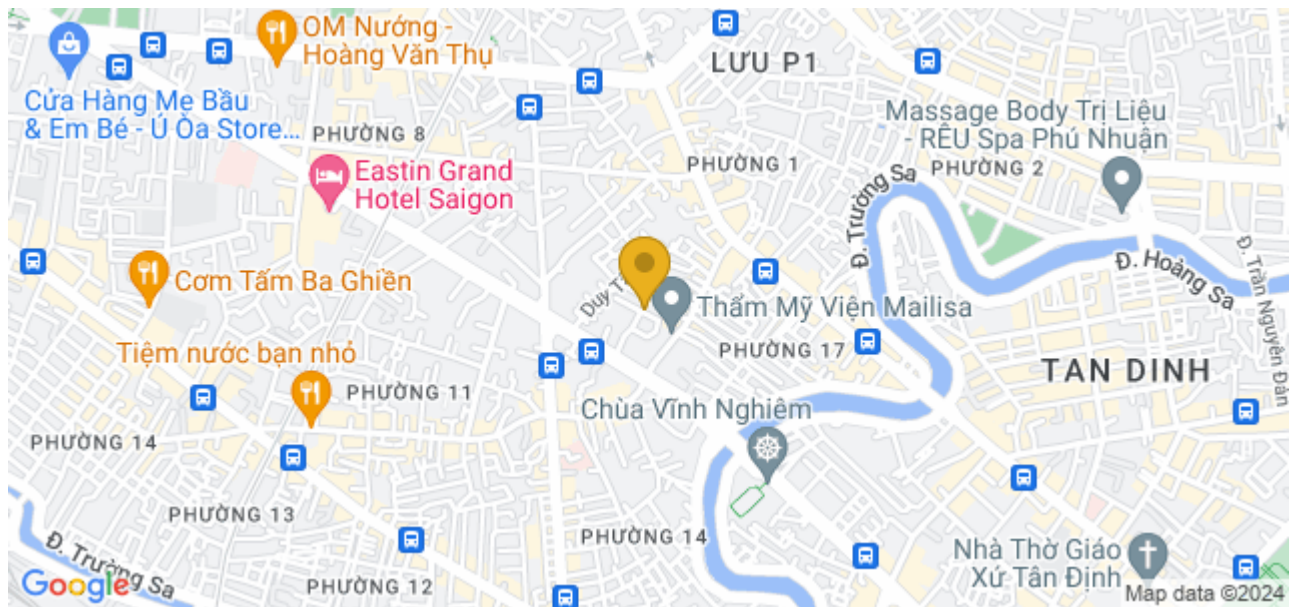 OM Nướng -
Hoàng Văn Thụ
LƯU P1
Cửa Hàng Mẹ Bầu
& Em Bé - Ú Òa Store...
PHƯỜNG 8
Massage Body Trị Liệu
- RÊU Spa Phú Nhuận
PHƯỜNG 1
PHƯỜNG 2
Eastin Grand
Hotel Saigon
Đ. Trường Sa
Đ. Hoàng Sa
Đ. Trần Nguyên Đán
Cơm Tấm Ba Ghiền
Duy T
Thẩm Mỹ Viện Mailisa
Tiệm nước bạn nhỏ
PHƯỜNG 17
TAN DINH
PHƯỜNG 11
Chùa Vĩnh Nghiêm
PHƯỜNG 14
PHƯỜNG 13
PHƯỜNG 14
Đ. Trường Sa
Nhà Thờ Giáo
Xứ Tân Định
PHƯỜNG 12
Google
Map data ©2024